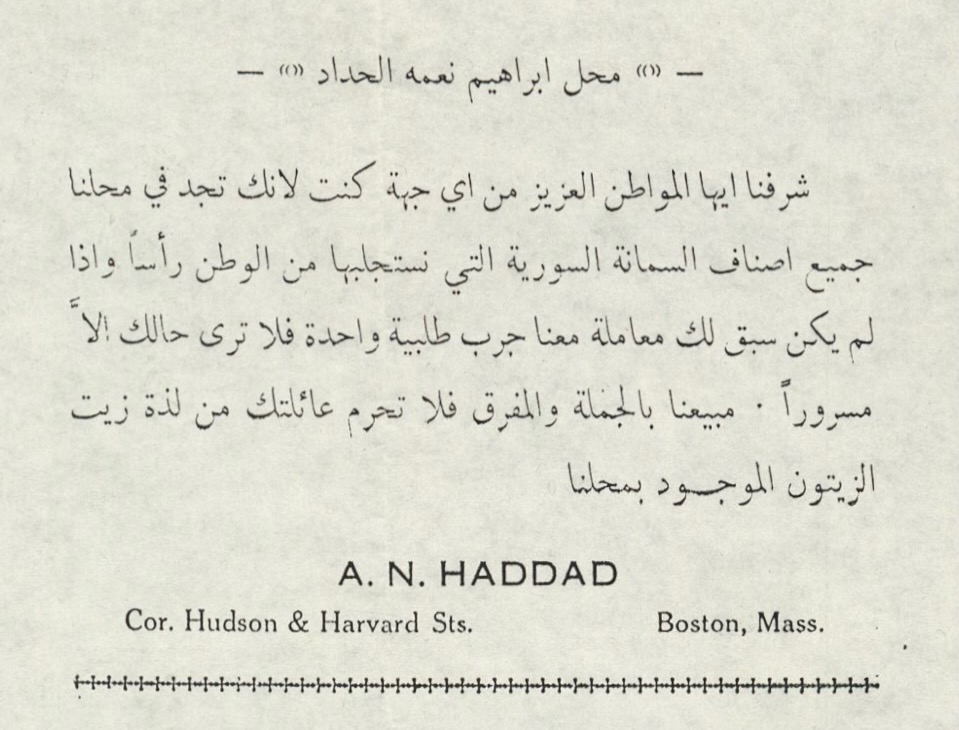 — «()» محل ابراهيم نعمه الحداد «()» —
شرفنا ايها المواطن العزيز من اي جهة كنت لانك تجد في محلنا
جميع اصناف السمانة السورية التي نستجلبها من الوطن رأساً واذا
لم يكن سبق لك معاملة معنا جرب طلبية واحدة فلا ترى حالك إلاَّ
مسروراً · مبيعنا بالجملة والمفرق فلا تحرم عائلتك من لذة زيت
الزيتون الموجـود بمحلنا
A. N. HADDAD
Cor. Hudson & Harvard Sts. Boston, Mass.